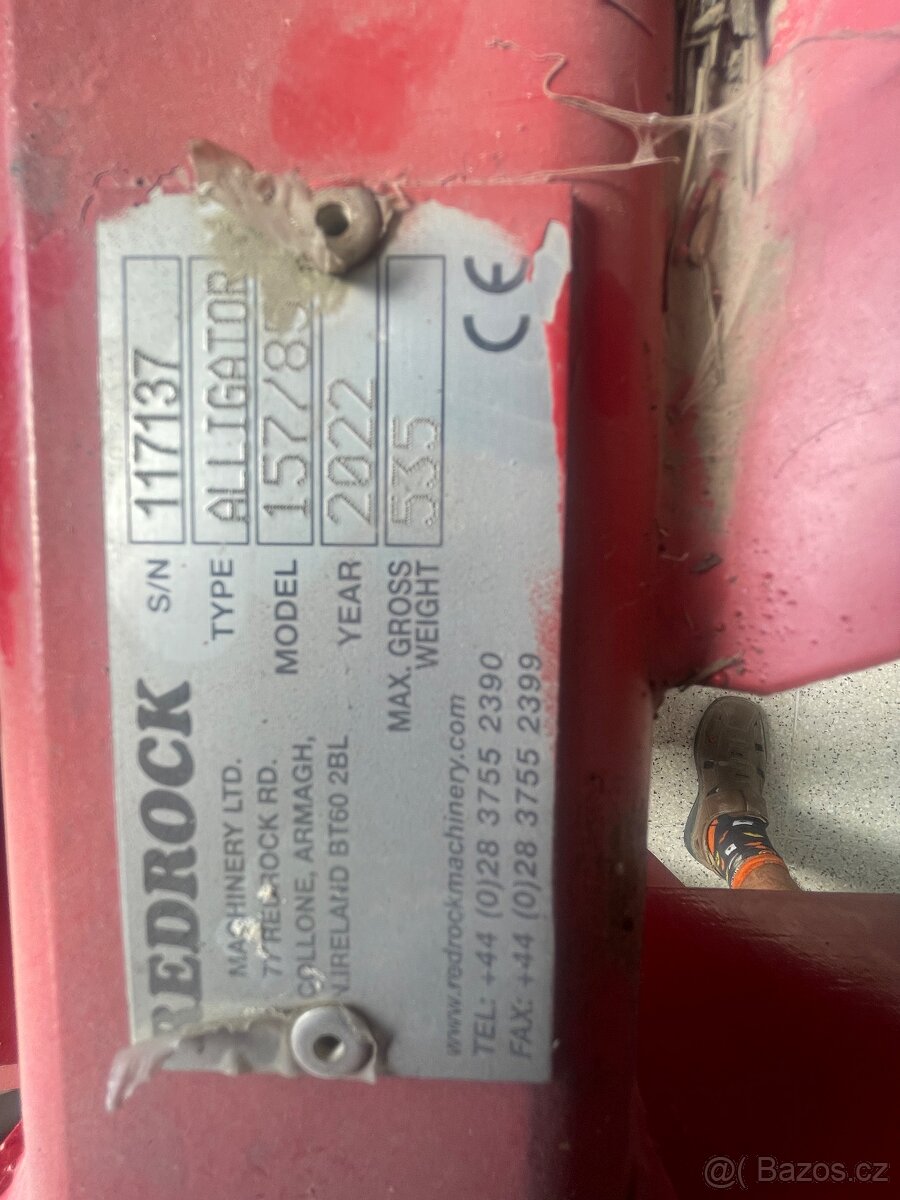 REDROCK
MACHINERY LTD.
REDROCK RD.
COLLONE, ARMAGH,
N.IRELAND BT60 2BL
S/N 117137
TYPE ALLIGATOR
MODEL
YEAR 2022
MAX. GROSS
WEIGHT 535
CE
www.redrockmachinery.com
TEL: +44 (0)28 3755 2390
FAX: +44 (0)28 3755 2399
@( Bazos.cz